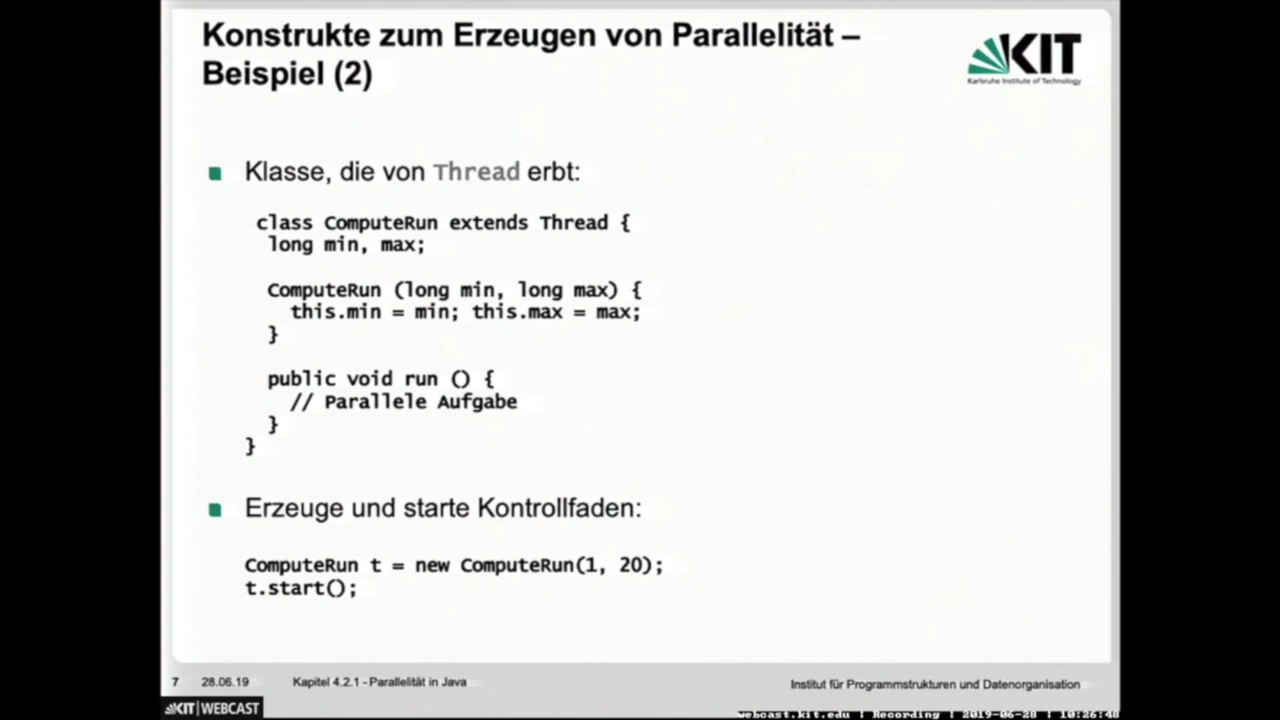 Konstrukte zum Erzeugen von Parallelität –
Beispiel (2)
KIT
Karlsruhe Institute of Technology
Klasse, die von Thread erbt:
class ComputeRun extends Thread {
long min, max;
ComputeRun (long min, long max) {
this.min = min; this.max = max;
}
public void run () {
// Parallele Aufgabe
}
}
Erzeuge und starte Kontrollfaden:
ComputeRun t = new ComputeRun(1, 20);
t.start();
7 28.06.19 Kapitel 4.2.1 - Parallelität in Java
Institut für Programmstrukturen und Datenorganisation
KIT | WEBCAST
webcast.kit.edu | Recording | 2019-06-28 | 10:26:48